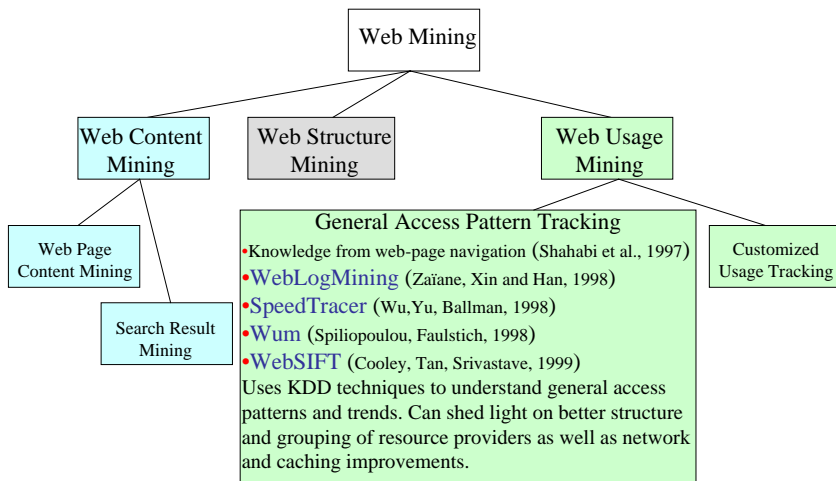 Web Mining
Web Content
Mining
Web Structure
Mining
Web Usage
Mining
Web Page
Content Mining
Search Result
Mining
General Access Pattern Tracking
•Knowledge from web-page navigation (Shahabi et al., 1997)
•WebLogMining (Zaïane, Xin and Han, 1998)
•SpeedTracer (Wu,Yu, Ballman, 1998)
•Wum (Spiliopoulou, Faulstich, 1998)
•WebSIFT (Cooley, Tan, Srivastave, 1999)
Uses KDD techniques to understand general access
patterns and trends. Can shed light on better structure
and grouping of resource providers as well as network
and caching improvements.
Customized
Usage Tracking